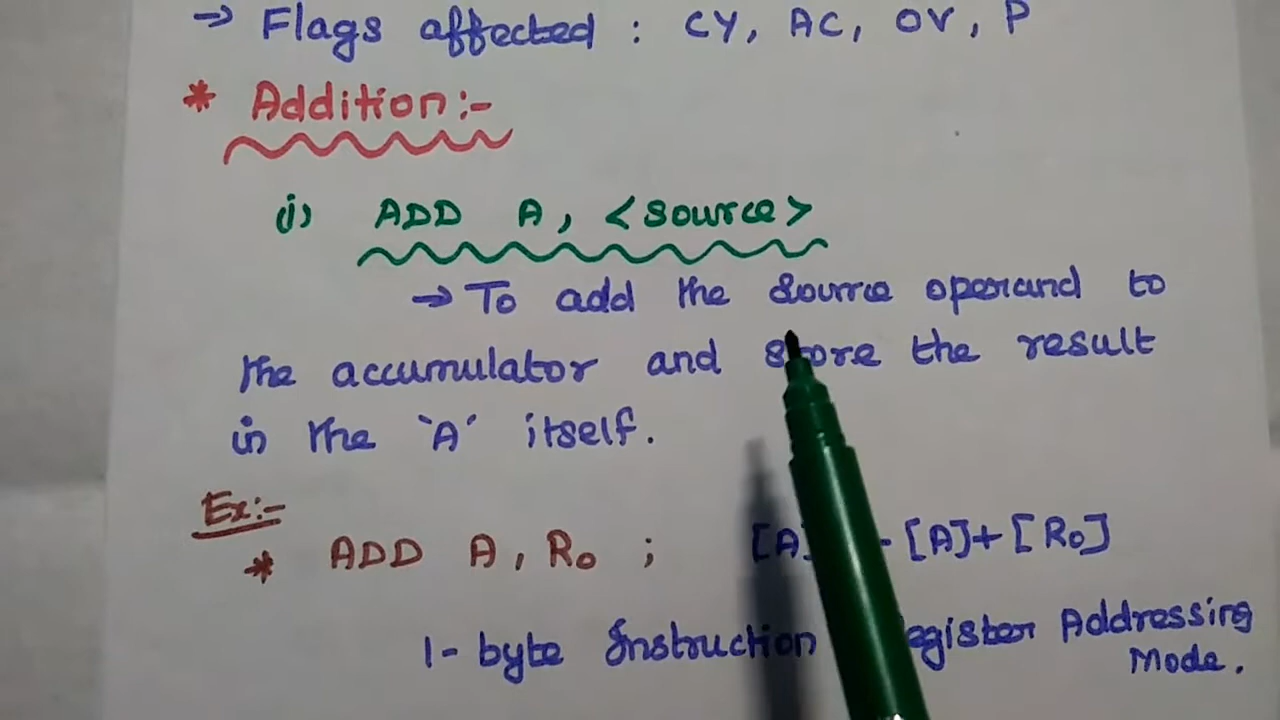 → Flags affected : CY, AC, OV, P
* Addition:-
(i) ADD A, <source>
→ To add the source operand to
the accumulator and store the result
in the 'A' itself.
Ex:-
* ADD A, R0 ; [A] - [A]+[R0]
1-byte Instruction egister Addressing
Mode.